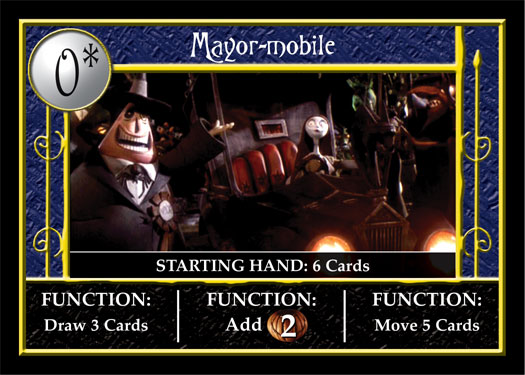 Mayor-mobile
0*
STARTING HAND: 6 Cards
FUNCTION:
Draw 3 Cards
FUNCTION:
Add 2
FUNCTION:
Move 5 Cards